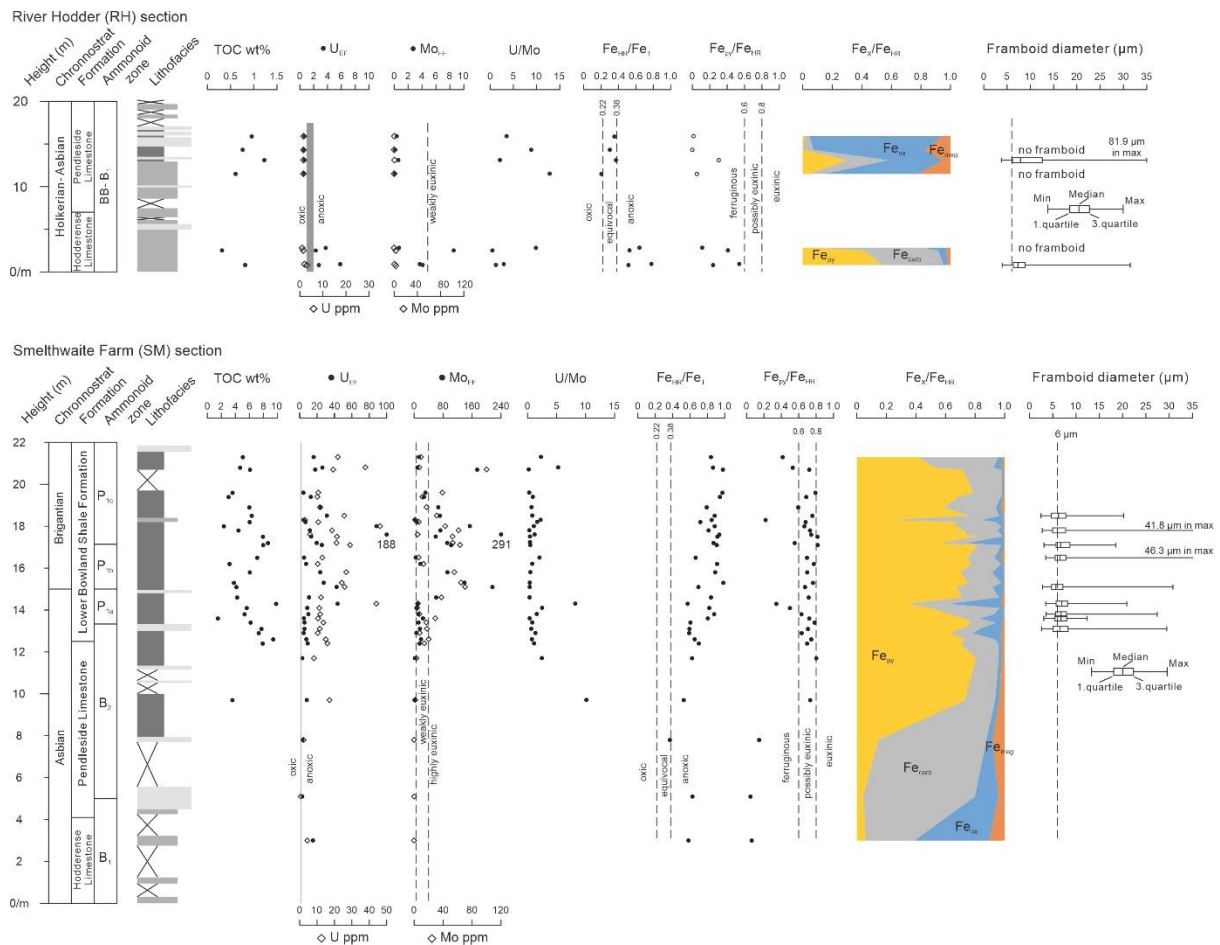 River Hodder (RH) section
Height (m)
Chronnostrat
Formation
Ammonoid
zone
Lithofacies
TOC wt%
● U_EF
● Mo_EF
U/Mo
Fe_HR/Fe_T
Fe_py/Fe_HR
Fe_x/Fe_HR
Framboid diameter (µm)
0 0.5 1 1.5
0 2 4 6 8 10
0 2 4 6 8 10
0 5 10 15
0 0.2 0.4 0.6 0.8 1.0
0 0.2 0.4 0.6 0.8 1.0
0 0.2 0.4 0.6 0.8 1.0
0 5 10 15 20 25 30 35
20
10
0/m
Holkerian-Asbian
Hodderense
Limestone
Pendleside
Limestone
BB- B
oxic
anoxic
weakly euxinic
0.22
0.38
oxic
equivocal
anoxic
0.6
0.8
ferruginous
possibly euxinic
euxinic
Fe_ox
Fe_mag
Fe_py
Fe_carb
81.9 µm
in max
no framboid
no framboid
Min
Median
Max
1.quartile
3.quartile
no framboid
0 10 20 30
◇ U ppm
0 40 80 120
◇ Mo ppm
Smelthwaite Farm (SM) section
Height (m)
Chronnostrat
Formation
Ammonoid
zone
Lithofacies
TOC wt%
● U_EF
● Mo_EF
U/Mo
Fe_HR/Fe_T
Fe_py/Fe_HR
Fe_x/Fe_HR
Framboid diameter (µm)
0 2 4 6 8 10
0 20 40 60 80 100
0 60 120 180 240
0 5 10 15
0 0.2 0.4 0.6 0.8 1.0
0 0.2 0.4 0.6 0.8 1.0
0 0.2 0.4 0.6 0.8 1.0
0 5 10 15 20 25 30 35
22
20
18
16
14
12
10
8
6
4
2
0/m
Asbian
Brigantian
Hodderense
Limestone
Pendleside Limestone
Lower Bowland Shale Formation
P1c
P1b
P1a
B2
B1
188
291
oxic
anoxic
weakly euxinic
highly euxinic
0.22
0.38
oxic
equivocal
anoxic
0.6
0.8
ferruginous
possibly euxinic
euxinic
Fe_py
Fe_carb
Fe_mag
Fe_ox
6 µm
41.8 µm in max
46.3 µm in max
Min
Median
Max
1.quartile
3.quartile
0 10 20 30 40 50
◇ U ppm
0 40 80 120
◇ Mo ppm